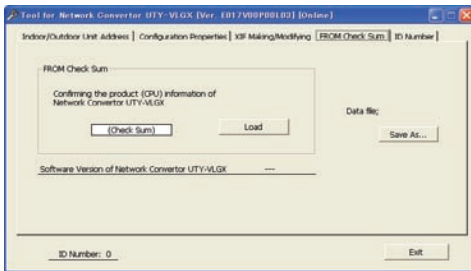 Tool for Network Convertor UTY-VLGX [Ver. E017V00P00L03] [Online]
Indoor/Outdoor Unit Address Configuration Properties XIF Making/Modifying FROM Check Sum ID Number
FROM Check Sum
Confirming the product (CPU) information of
Network Convertor UTY-VLGX
(Check Sum) Load
Data file;
Save As...
Software Version of Network Convertor UTY-VLGX ---
ID Number: 0 Exit